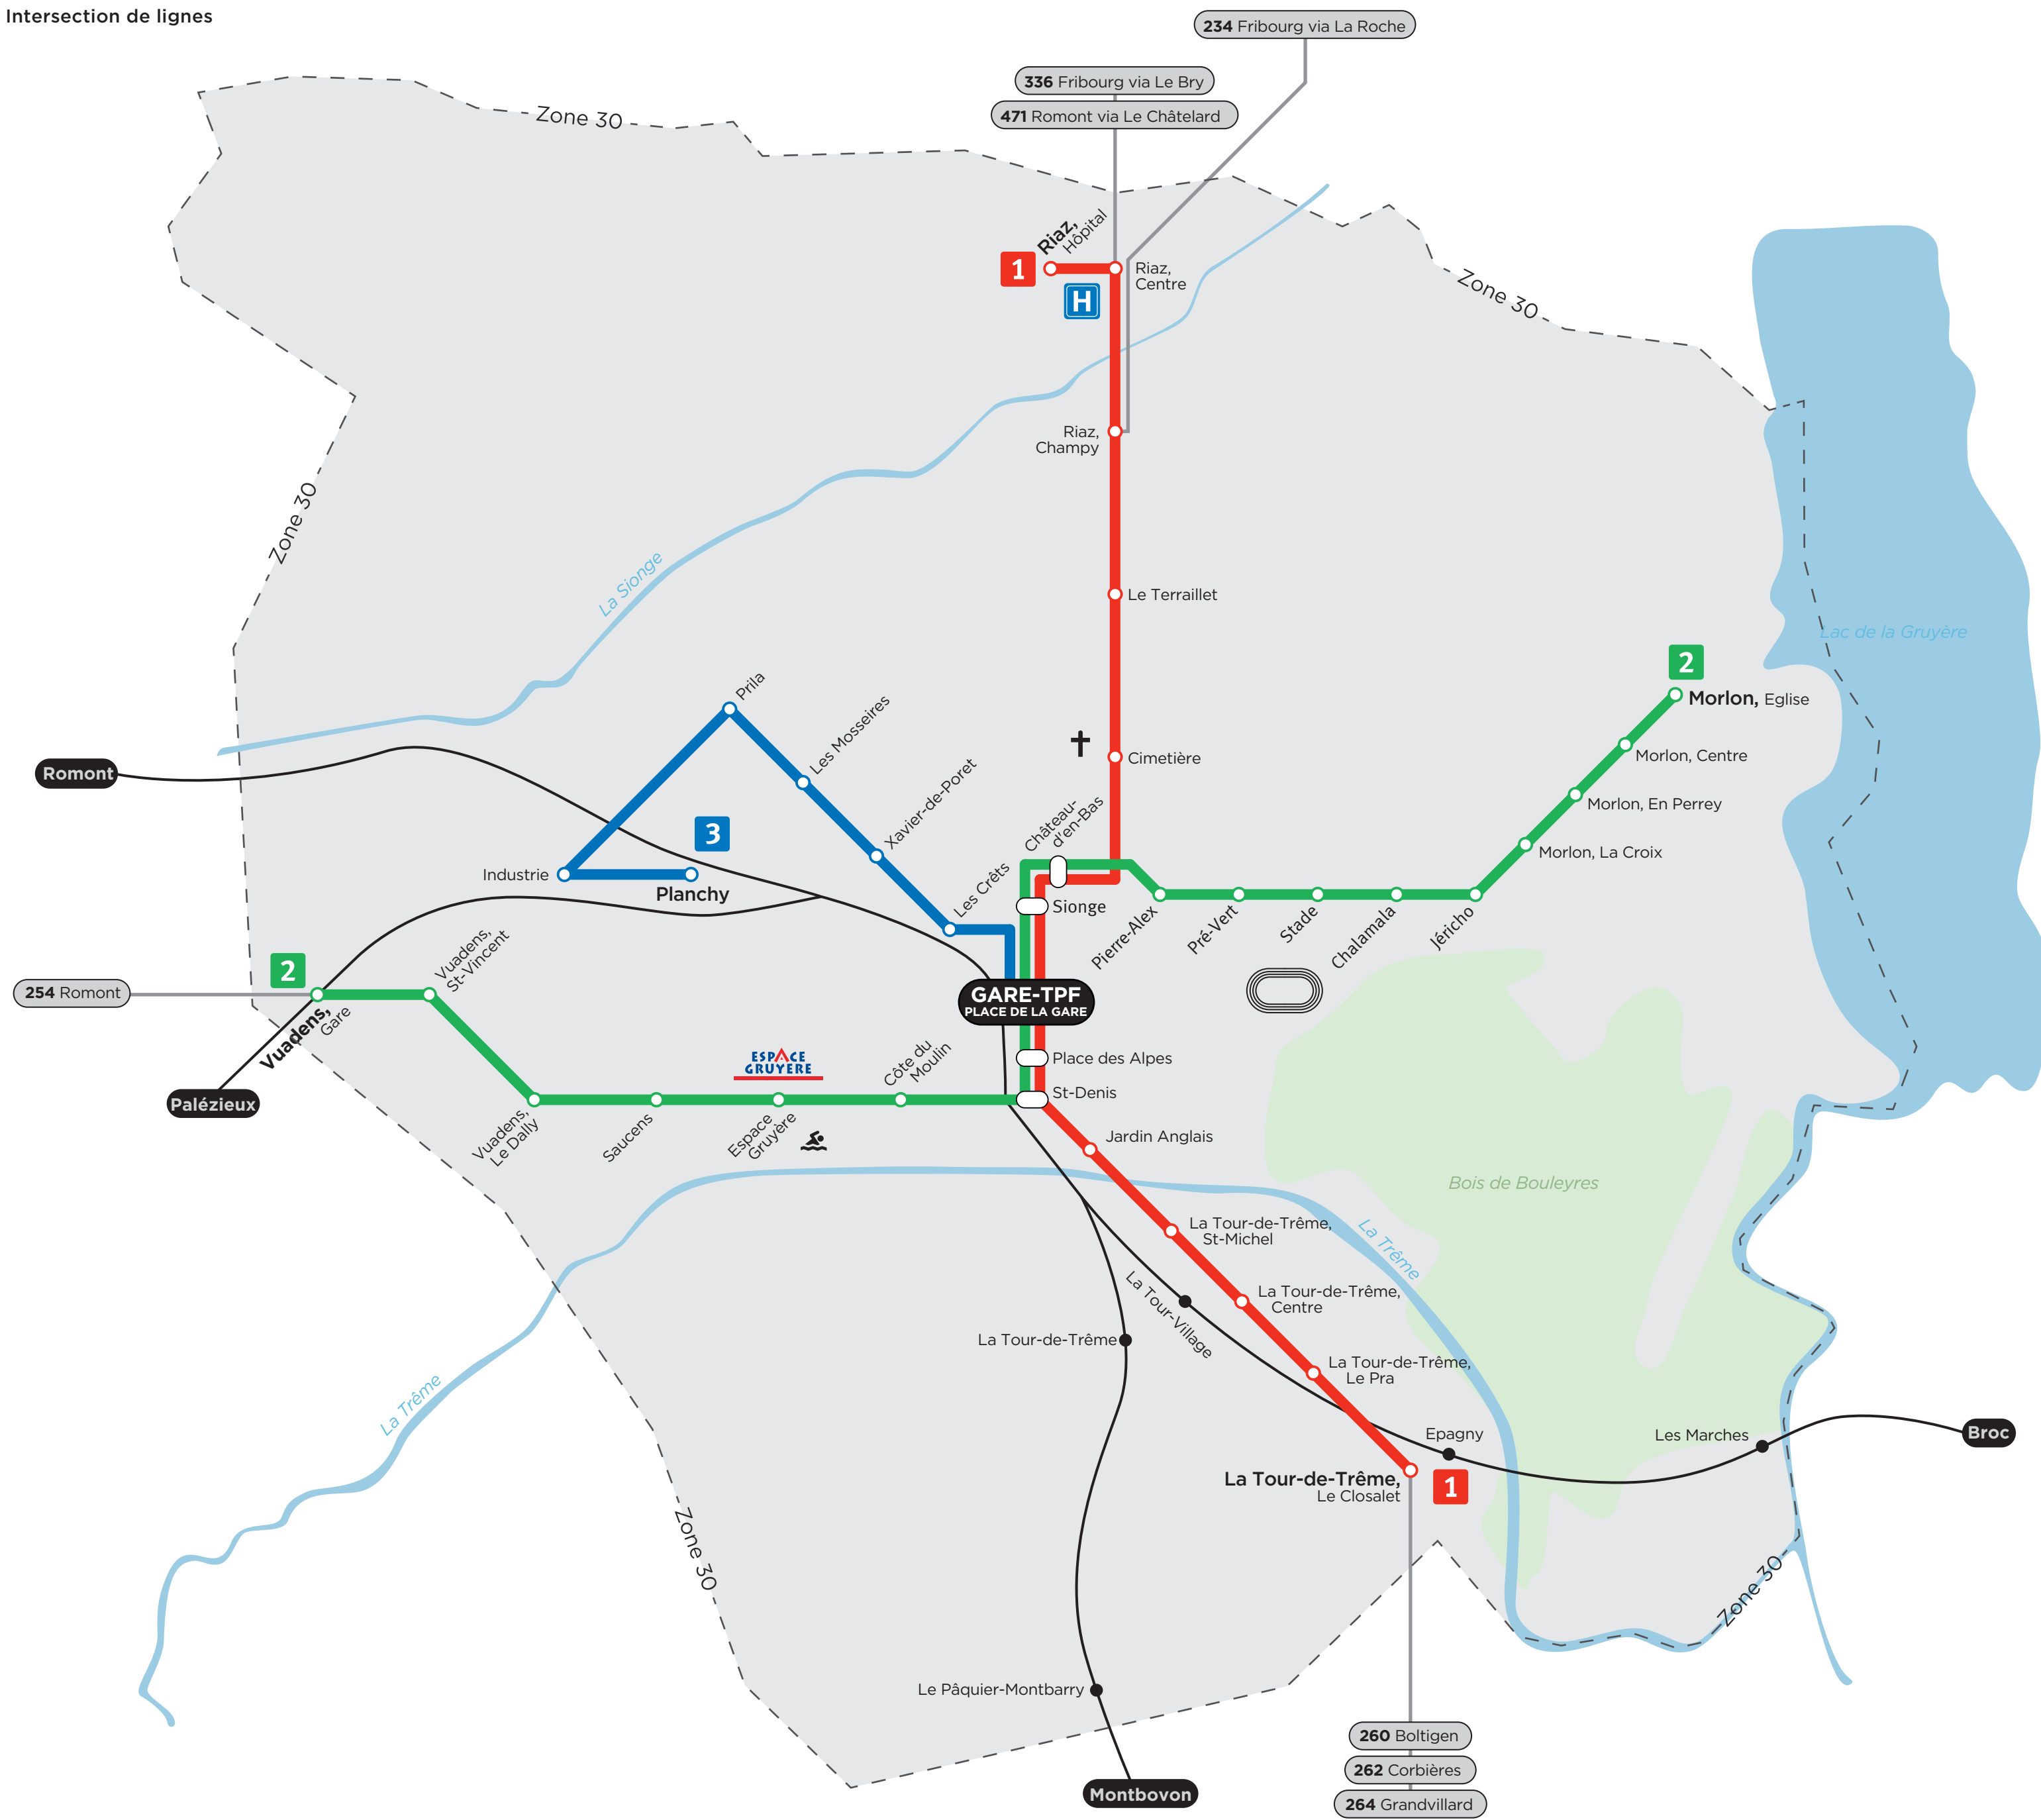 Intersection de lignes
234 Fribourg via La Roche
336 Fribourg via Le Bry
471 Romont via Le Châtelard
Zone 30
Riaz,
Hôpital
1
H
Riaz,
Centre
Zone 30
Riaz,
Champy
Zone 30
La Sionge
Le Terraillet
Lac de la Gruyère
2
Morlon, Eglise
Prila
Les Mosseires
Romont
Cimetière
Morlon, Centre
Xavier-de-Poret
Morlon, En Perrey
3
Château-
d'en-Bas
Morlon, La Croix
Industrie
Planchy
Les Crêts
Sionge
Pierre-Alex
Pré-Vert
Stade
Chalamala
Jéricho
Vuadens,
St-Vincent
2
254 Romont
GARE-TPF
PLACE DE LA GARE
Vuadens,
Gare
ESPACE
GRUYERE
Côte du
Moulin
Place des Alpes
St-Denis
Palézieux
Vuadens,
Le Dally
Saucens
Espace
Gruyère
Jardin Anglais
Bois de Bouleyres
La Tour-de-Trême,
St-Michel
La Trême
La Tour-de-Trême,
Centre
La Tour-Village
La Tour-de-Trême
La Tour-de-Trême,
Le Pra
La Trême
Epagny
Les Marches
Broc
La Tour-de-Trême,
Le Closalet
1
Zone 30
Zone 30
Le Pâquier-Montbarry
260 Boltigen
262 Corbières
Montbovon
264 Grandvillard